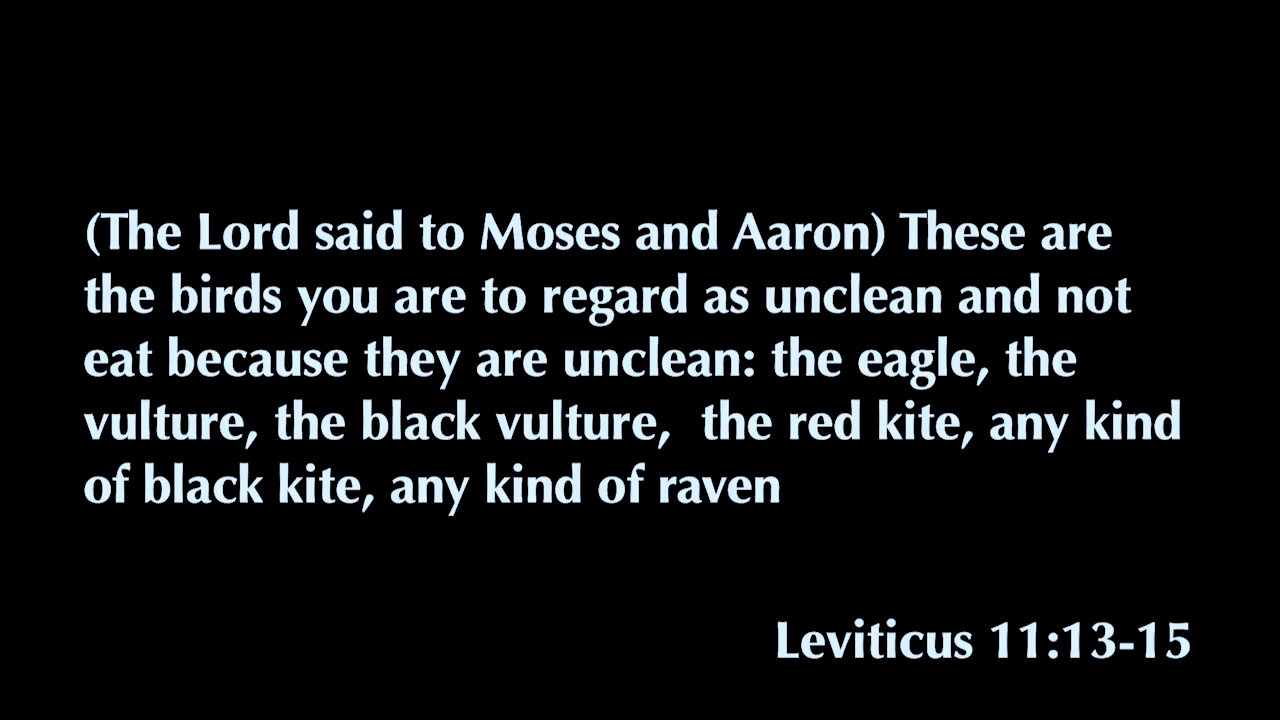 (The Lord said to Moses and Aaron) These are
the birds you are to regard as unclean and not
eat because they are unclean: the eagle, the
vulture, the black vulture,  the red kite, any kind
of black kite, any kind of raven
Leviticus 11:13-15